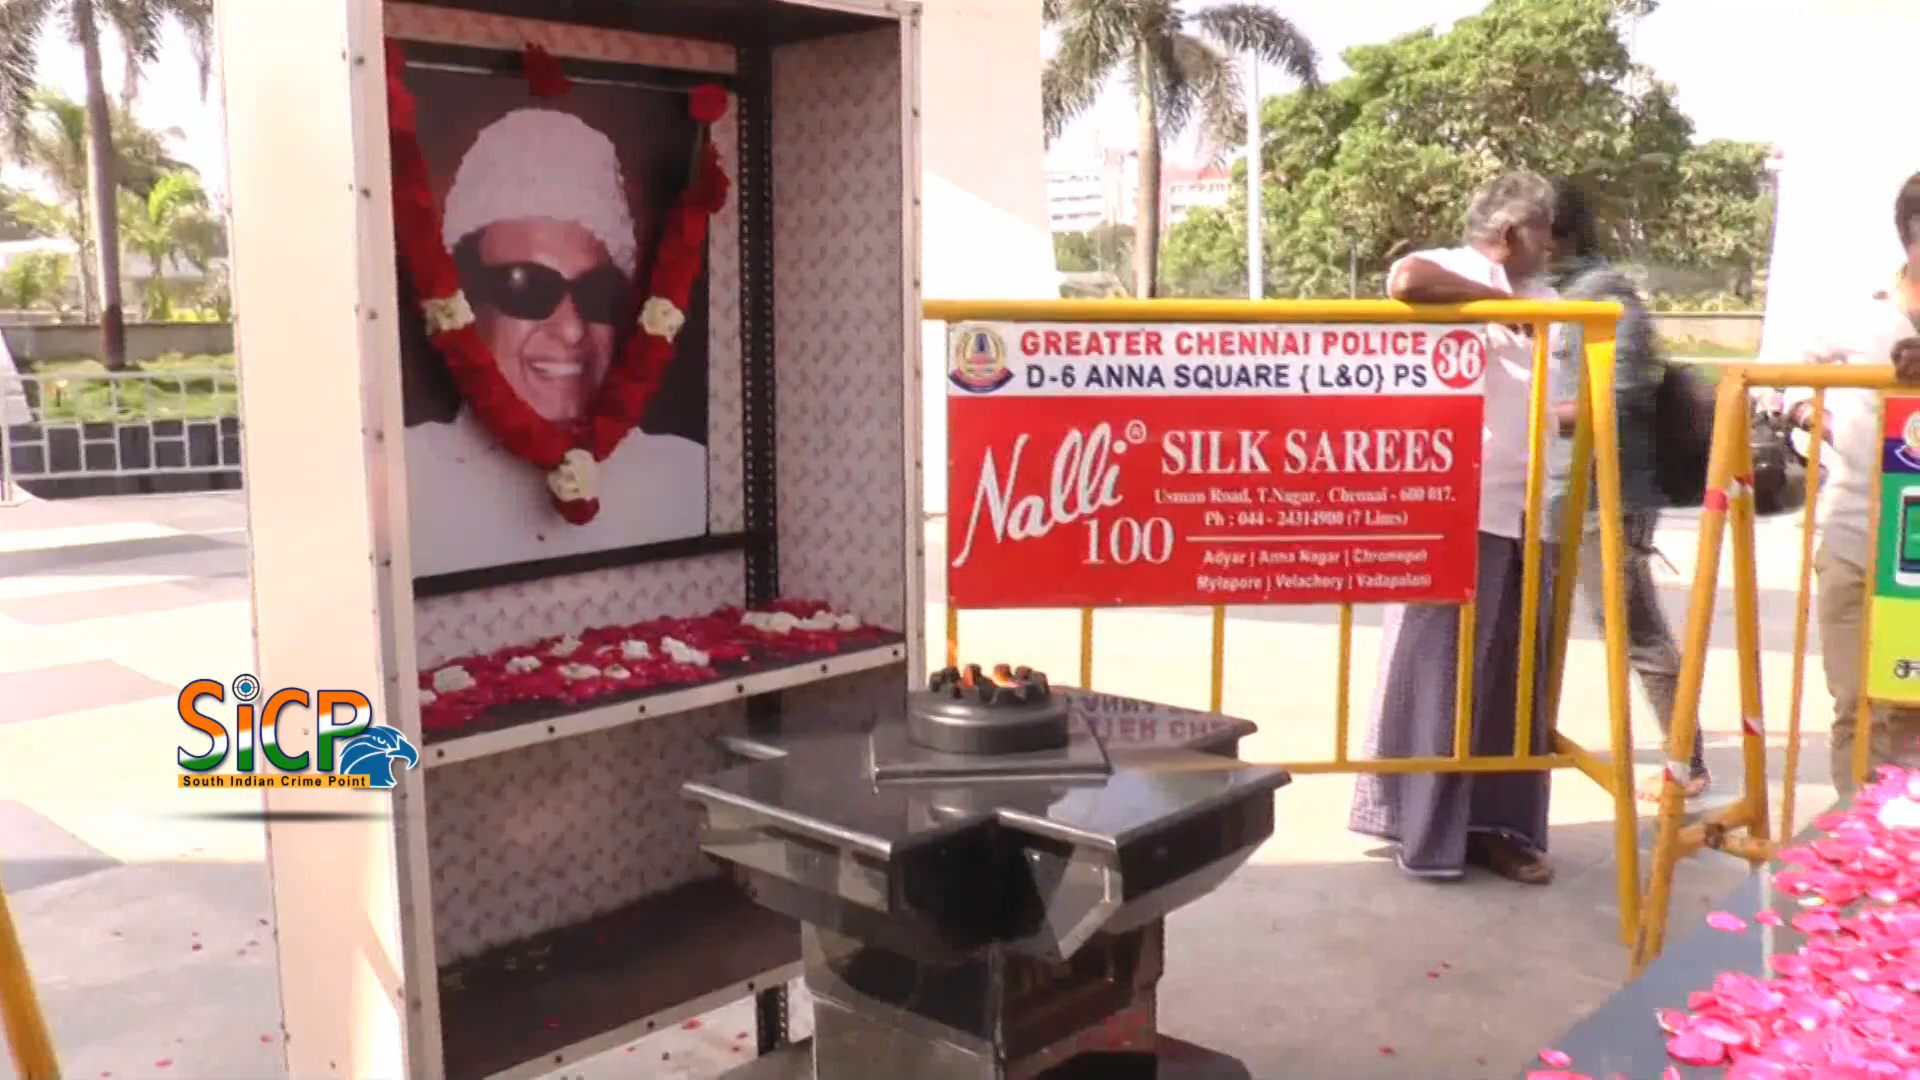 GREATER CHENNAI POLICE 36
D-6 ANNA SQUARE { L&O} PS
Nalli® 100
SILK SAREES
Usman Road, T.Nagar, Chennai - 600 017.
Ph : 044 - 24314900 (7 Lines)
Adyar | Anna Nagar | Chromepet
Mylapore | Velachery | Vadapalani
SiCP
South Indian Crime Point